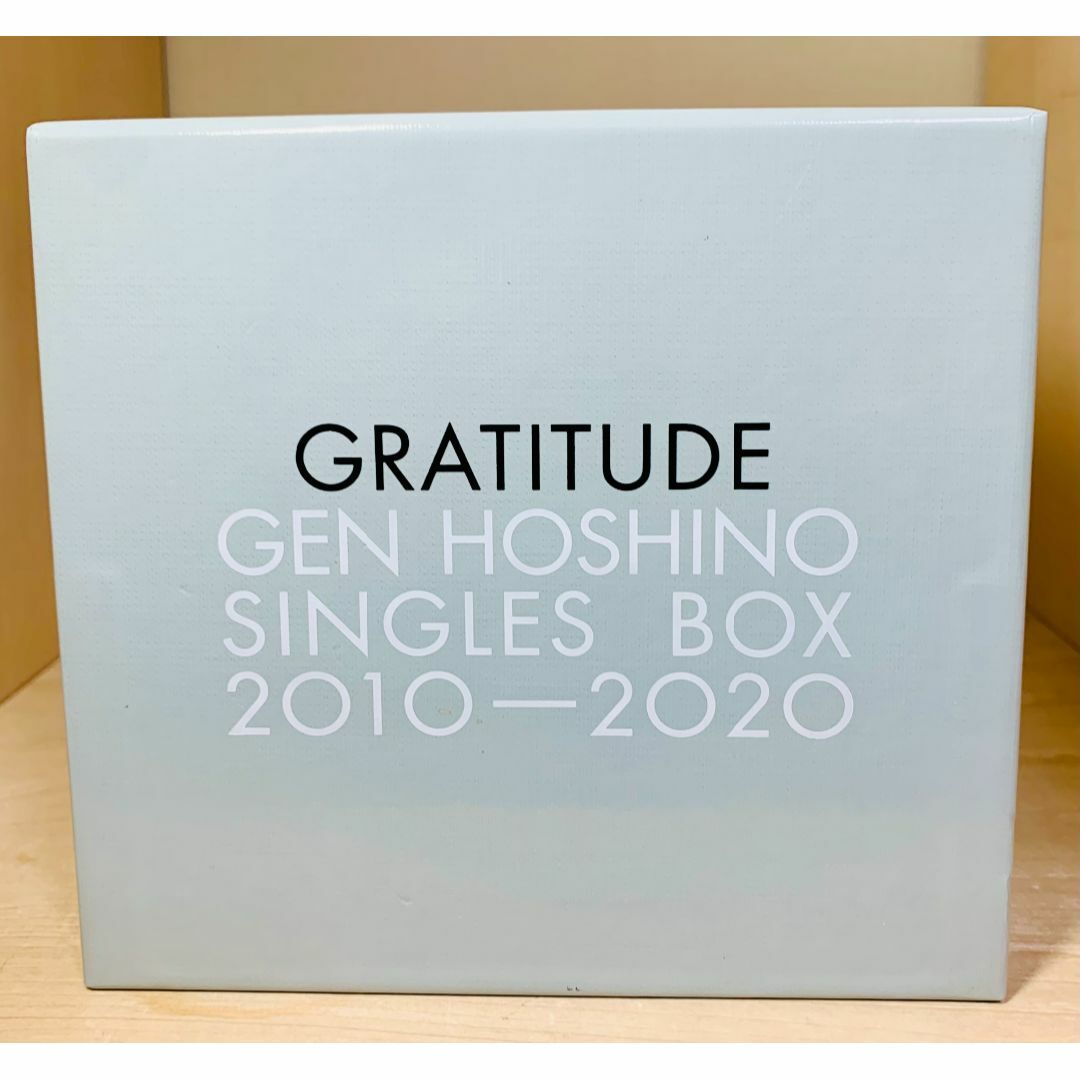 GRATITUDE
GEN HOSHINO
SINGLES BOX
2010—2020